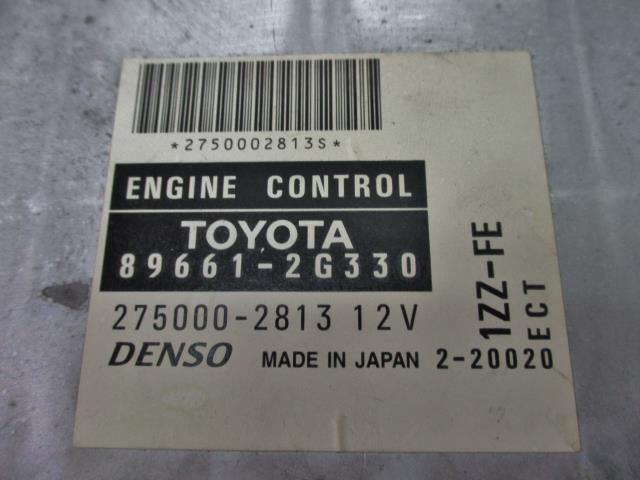 *2750002813S*
ENGINE CONTROL
TOYOTA
89661-2G330
275000-2813 12V
DENSO MADE IN JAPAN 2-20020
1ZZ-FE
ECT